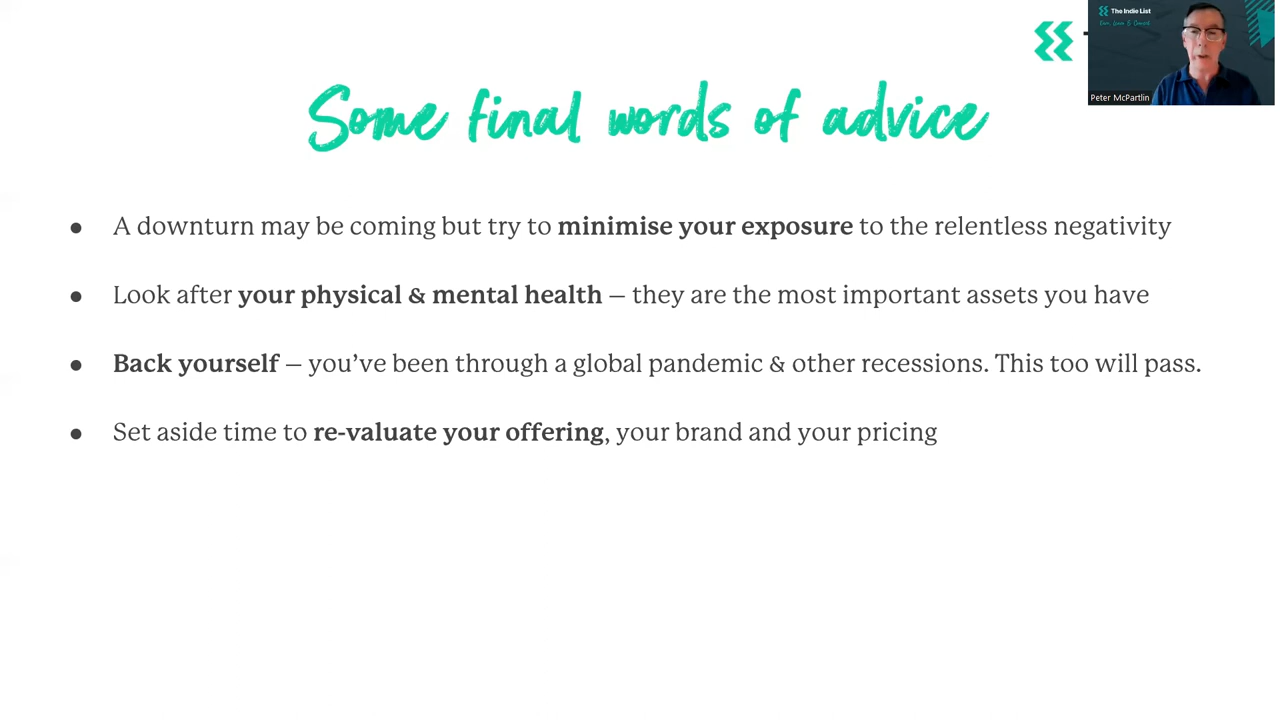 The Indie List
Earn, Learn & Connect
Peter McPartlin
Some final words of advice
● A downturn may be coming but try to minimise your exposure to the relentless negativity
● Look after your physical & mental health – they are the most important assets you have
● Back yourself – you’ve been through a global pandemic & other recessions. This too will pass.
● Set aside time to re-valuate your offering, your brand and your pricing